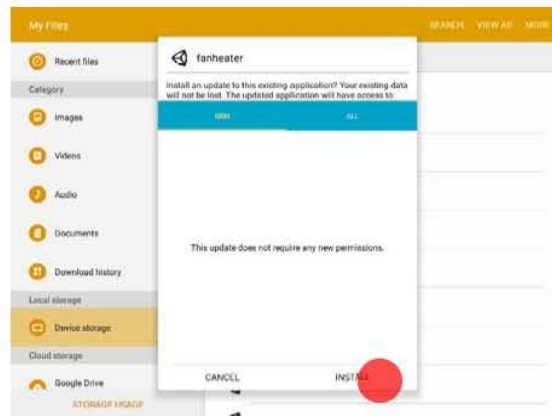 My Files
SEARCH VIEW AS MORE
Recent files
Category
Images
Videos
Audio
Documents
Download history
Local storage
Device storage
Cloud storage
Google Drive
STORAGE USAGE
fanheater
Install an update to this existing application? Your existing data
will not be lost. The updated application will have access to:
NEW ALL
This update does not require any new permissions.
CANCEL INSTALL